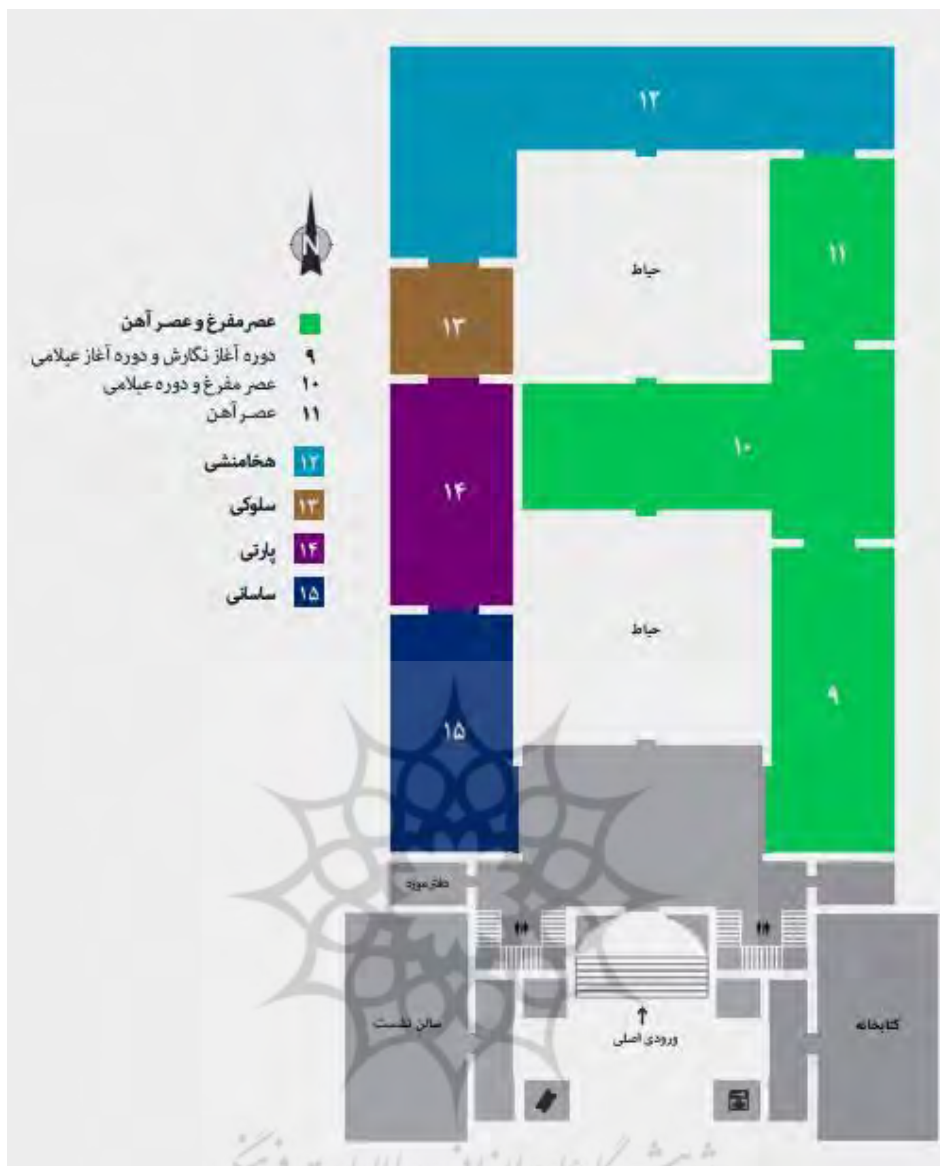 ۱۲
۱۱
حیاط
۱۳
۱۰
۱۴
حیاط
۹
۱۵
N
عصر مفرغ و عصر آهن
۹ دوره آغاز نگارش و دوره آغاز عیلامی
۱۰ عصر مفرغ و دوره عیلامی
۱۱ عصر آهن
۱۲ هخامنشی
۱۳ سلوکی
۱۴ پارتی
۱۵ ساسانی
دفتر موزه
سالن نشست
ورودی اصلی
کتابخانه